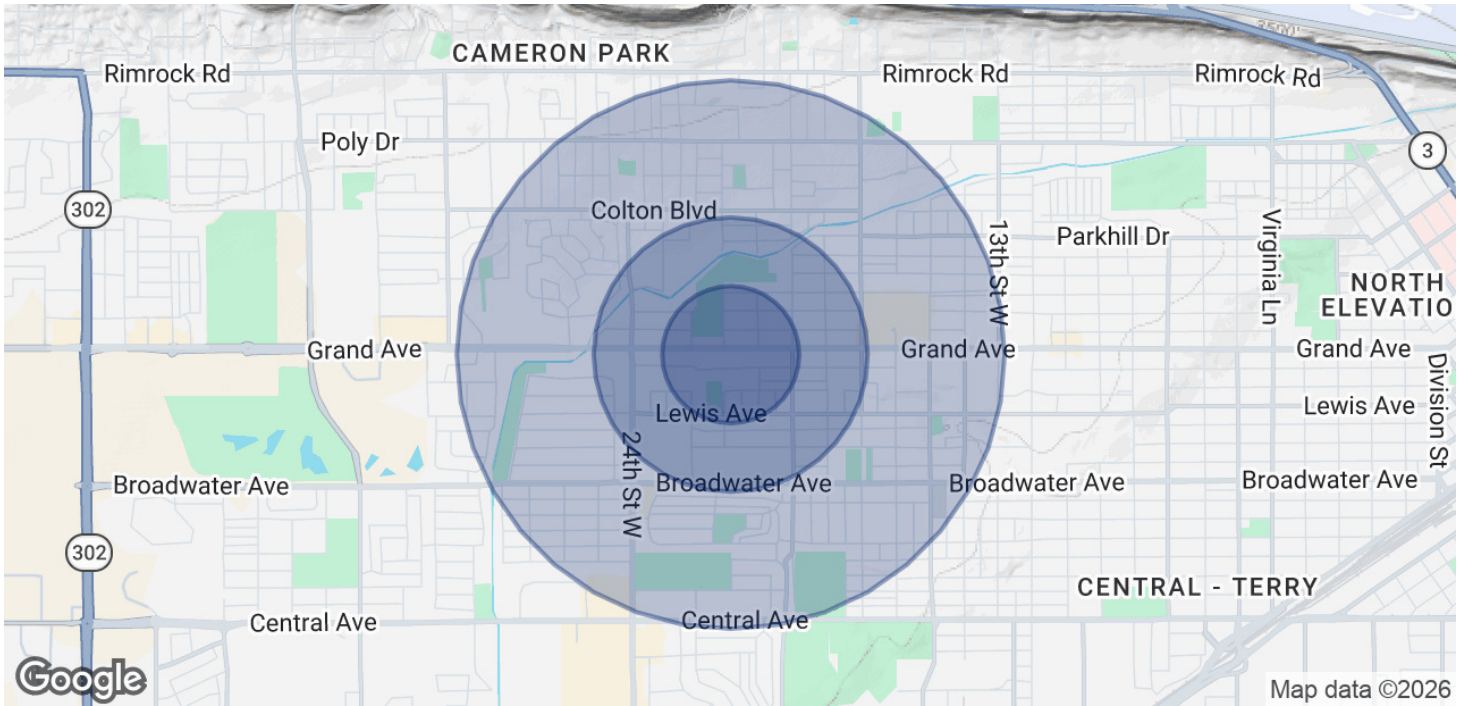 CAMERON PARK
Rimrock Rd
Rimrock Rd
Rimrock Rd
Poly Dr
3
302
Colton Blvd
Parkhill Dr
13th St W
Virginia Ln
NORTH
ELEVATIO
Grand Ave
Grand Ave
Grand Ave
Lewis Ave
Lewis Ave
Division St
24th St W
Broadwater Ave
Broadwater Ave
Broadwater Ave
Broadwater Ave
302
CENTRAL - TERRY
Central Ave
Central Ave
Google
Map data ©2026